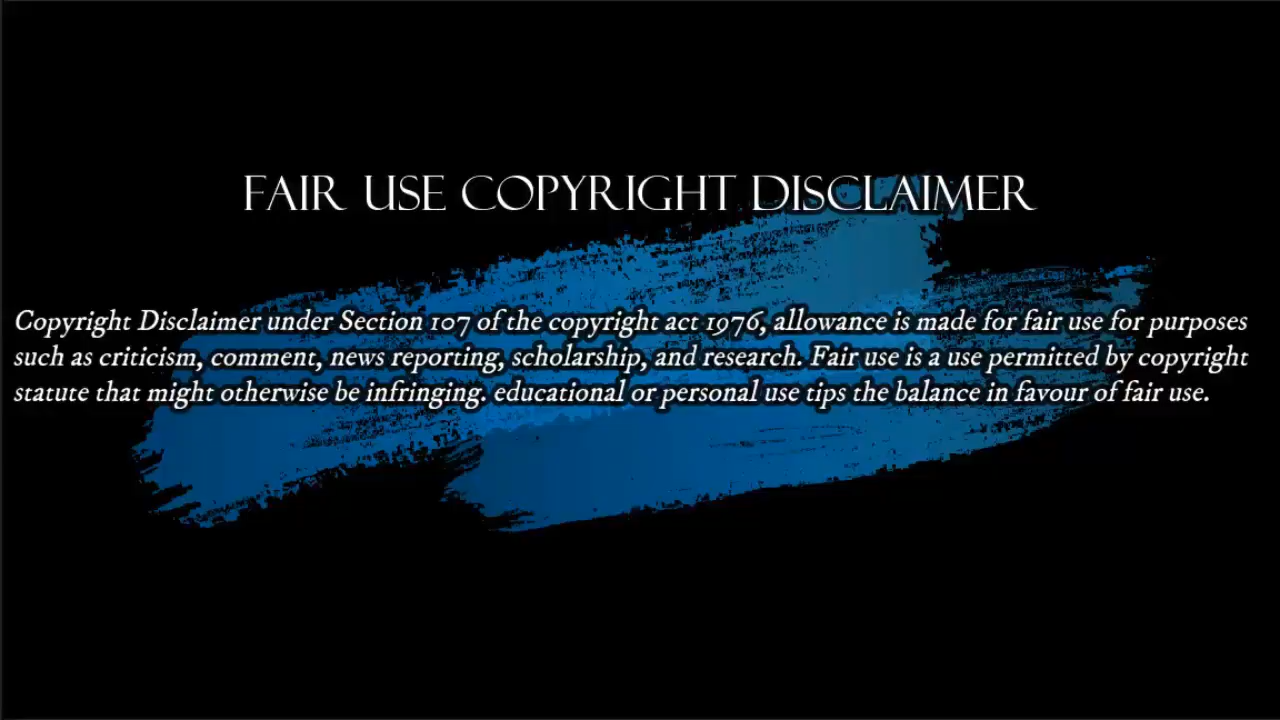 FAIR USE COPYRIGHT DISCLAIMER
Copyright Disclaimer under Section 107 of the copyright act 1976, allowance is made for fair use for purposes
such as criticism, comment, news reporting, scholarship, and research. Fair use is a use permitted by copyright
statute that might otherwise be infringing. educational or personal use tips the balance in favour of fair use.